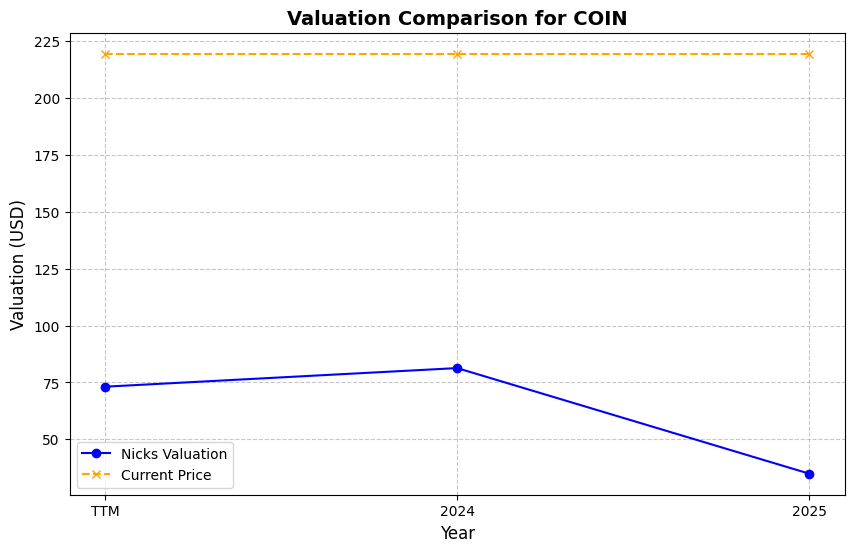 Valuation Comparison for COIN
Valuation (USD)
225
200
175
150
125
100
75
50
Nicks Valuation
Current Price
TTM
2024
2025
Year